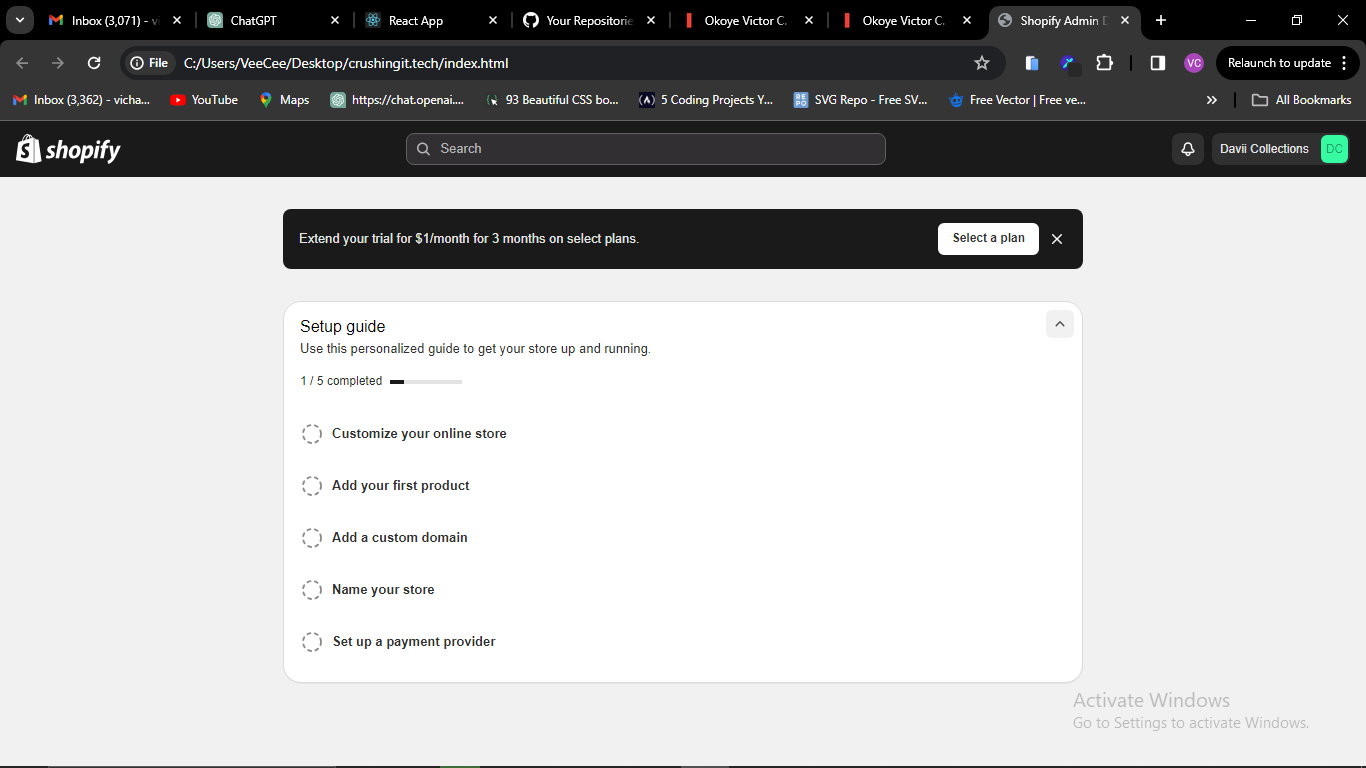 Inbox (3,071) - vi
ChatGPT
React App
Your Repositorie
Okoye Victor C.
Okoye Victor C.
Shopify Admin D
File
C:/Users/VeeCee/Desktop/crushingit.tech/index.html
VC
Relaunch to update
Inbox (3,362) - vicha...
YouTube
Maps
https://chat.openai....
93 Beautiful CSS bo...
5 Coding Projects Y...
SVG Repo - Free SV...
Free Vector | Free ve...
All Bookmarks
shopify
Search
Davii Collections
DC
Extend your trial for $1/month for 3 months on select plans.
Select a plan
Setup guide
Use this personalized guide to get your store up and running.
1 / 5 completed
Customize your online store
Add your first product
Add a custom domain
Name your store
Set up a payment provider
Activate Windows
Go to Settings to activate Windows.